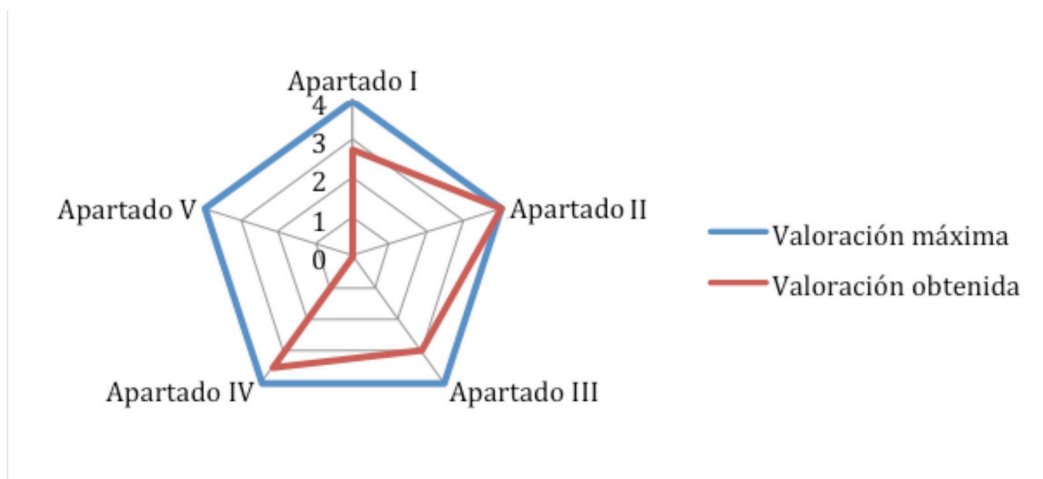 Apartado I
4
3
2
1
0
Apartado V
Apartado II
Apartado IV
Apartado III
Valoración máxima
Valoración obtenida